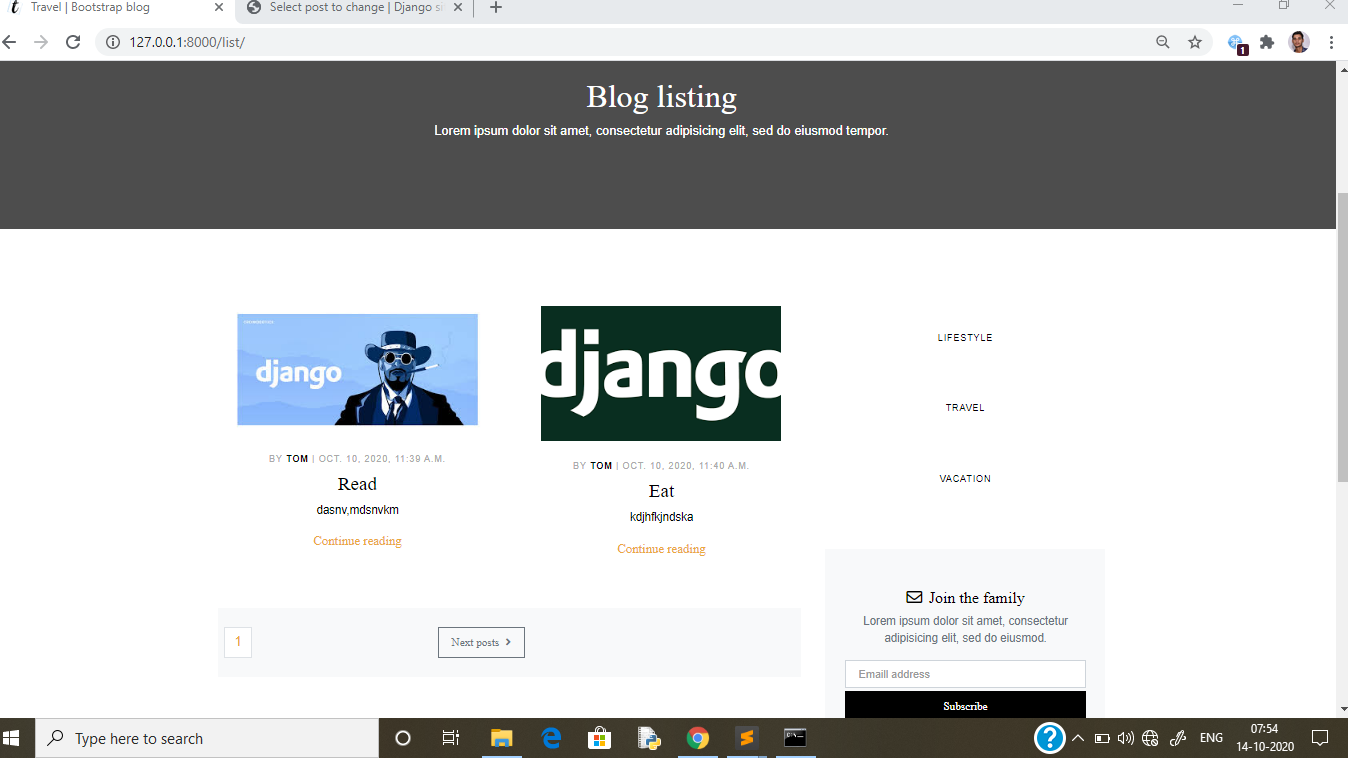 Travel | Bootstrap blog
Select post to change | Django si
127.0.0.1:8000/list/
1
Blog listing
Lorem ipsum dolor sit amet, consectetur adipisicing elit, sed do eiusmod tempor.
django
django
BY TOM | OCT. 10, 2020, 11:39 A.M.
Read
dasnv,mdsnvkm
Continue reading
BY TOM | OCT. 10, 2020, 11:40 A.M.
Eat
kdjhfkjndska
Continue reading
1
Next posts
LIFESTYLE
TRAVEL
VACATION
Join the family
Lorem ipsum dolor sit amet, consectetur
adipisicing elit, sed do eiusmod.
Emaill address
Subscribe
Type here to search
ENG
07:54
14-10-2020